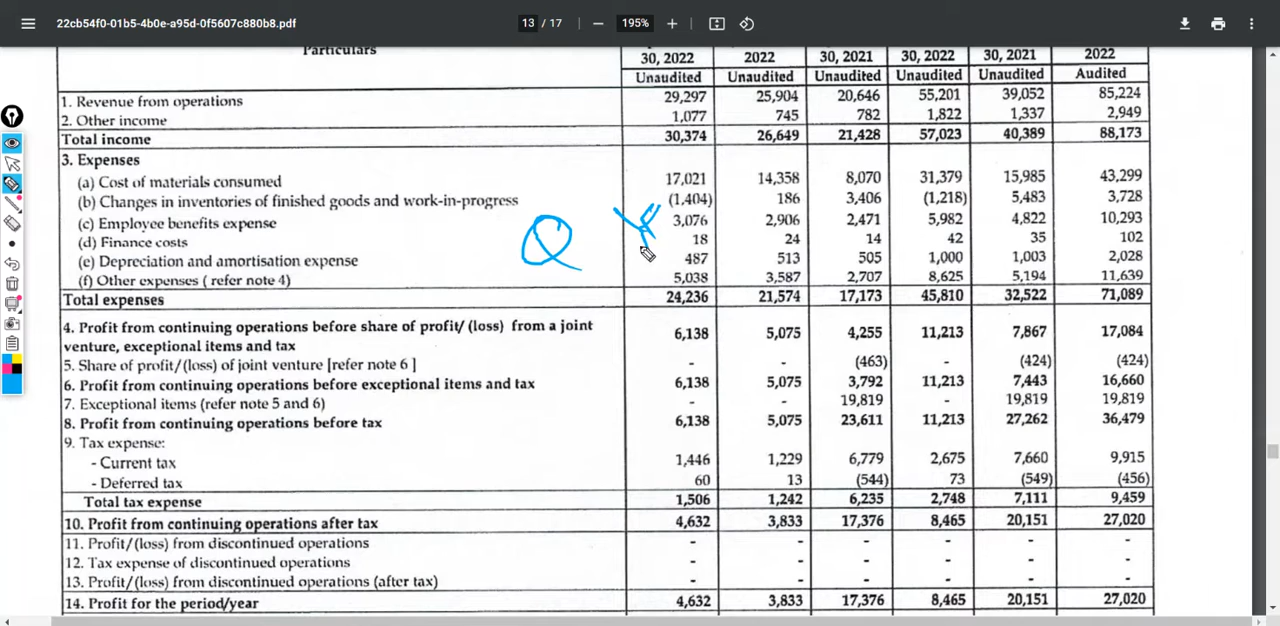 22cb54f0-01b5-4b0e-a95d-0f5607c880b8.pdf 13 / 17 195%
Particulars 30, 2022 2022 30, 2021 30, 2022 30, 2021 2022
Unaudited Unaudited Unaudited Unaudited Unaudited Audited
1. Revenue from operations 29,297 25,904 20,646 55,201 39,052 85,224
2. Other income 1,077 745 782 1,822 1,337 2,949
Total income 30,374 26,649 21,428 57,023 40,389 88,173
3. Expenses
(a) Cost of materials consumed 17,021 14,358 8,070 31,379 15,985 43,299
(b) Changes in inventories of finished goods and work-in-progress (1,404) 186 3,406 (1,218) 5,483 3,728
(c) Employee benefits expense 3,076 2,906 2,471 5,982 4,822 10,293
(d) Finance costs 18 24 14 42 35 102
(e) Depreciation and amortisation expense 487 513 505 1,000 1,003 2,028
(f) Other expenses ( refer note 4) 5,038 3,587 2,707 8,625 5,194 11,639
Total expenses 24,236 21,574 17,173 45,810 32,522 71,089
4. Profit from continuing operations before share of profit/ (loss) from a joint
venture, exceptional items and tax 6,138 5,075 4,255 11,213 7,867 17,084
5. Share of profit/(loss) of joint venture [refer note 6 ] - - (463) - (424) (424)
6. Profit from continuing operations before exceptional items and tax 6,138 5,075 3,792 11,213 7,443 16,660
7. Exceptional items (refer note 5 and 6) - - 19,819 - 19,819 19,819
8. Profit from continuing operations before tax 6,138 5,075 23,611 11,213 27,262 36,479
9. Tax expense:
- Current tax 1,446 1,229 6,779 2,675 7,660 9,915
- Deferred tax 60 13 (544) 73 (549) (456)
Total tax expense 1,506 1,242 6,235 2,748 7,111 9,459
10. Profit from continuing operations after tax 4,632 3,833 17,376 8,465 20,151 27,020
11. Profit/(loss) from discontinued operations - - - - - -
12. Tax expense of discontinued operations - - - - - -
13. Profit/(loss) from discontinued operations (after tax) - - - - - -
14. Profit for the period/year 4,632 3,833 17,376 8,465 20,151 27,020